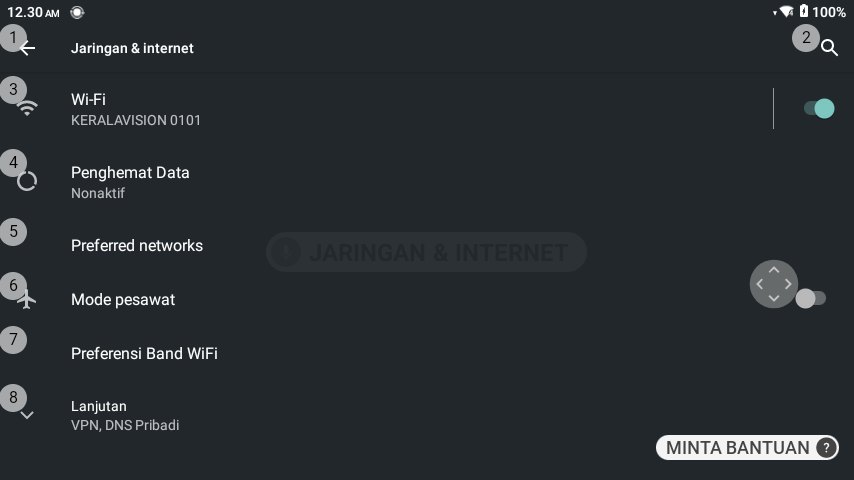 12.30 AM
100%
1
Jaringan & internet
2
3
Wi-Fi
KERALAVISION 0101
4
Penghemat Data
Nonaktif
5
Preferred networks
JARINGAN & INTERNET
6
Mode pesawat
7
Preferensi Band WiFi
8
Lanjutan
VPN, DNS Pribadi
MINTA BANTUAN ?